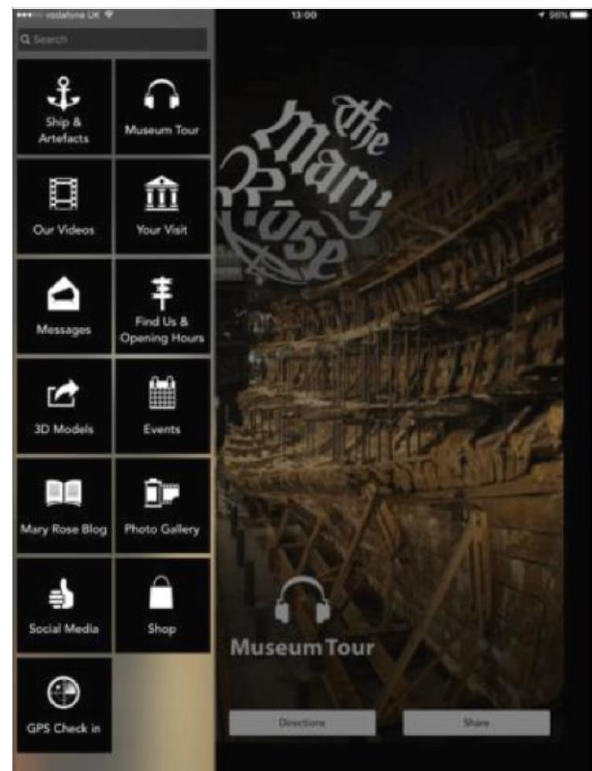 vodafone UK
13:00
96%
Search
Ship &
Artefacts
Museum Tour
Our Videos
Your Visit
Messages
Find Us &
Opening Hours
3D Models
Events
Mary Rose Blog
Photo Gallery
Social Media
Shop
GPS Check in
the
Mary
Rose
Museum Tour
Directions
Share